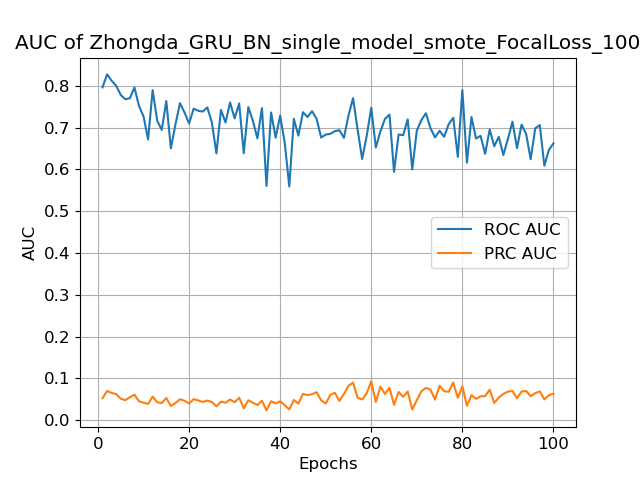 AUC of Zhongda_GRU_BN_single_model_smote_FocalLoss_100
0.8
0.7
0.6
0.5
0.4
0.3
0.2
0.1
0.0
AUC
ROC AUC
PRC AUC
0 20 40 60 80 100
Epochs